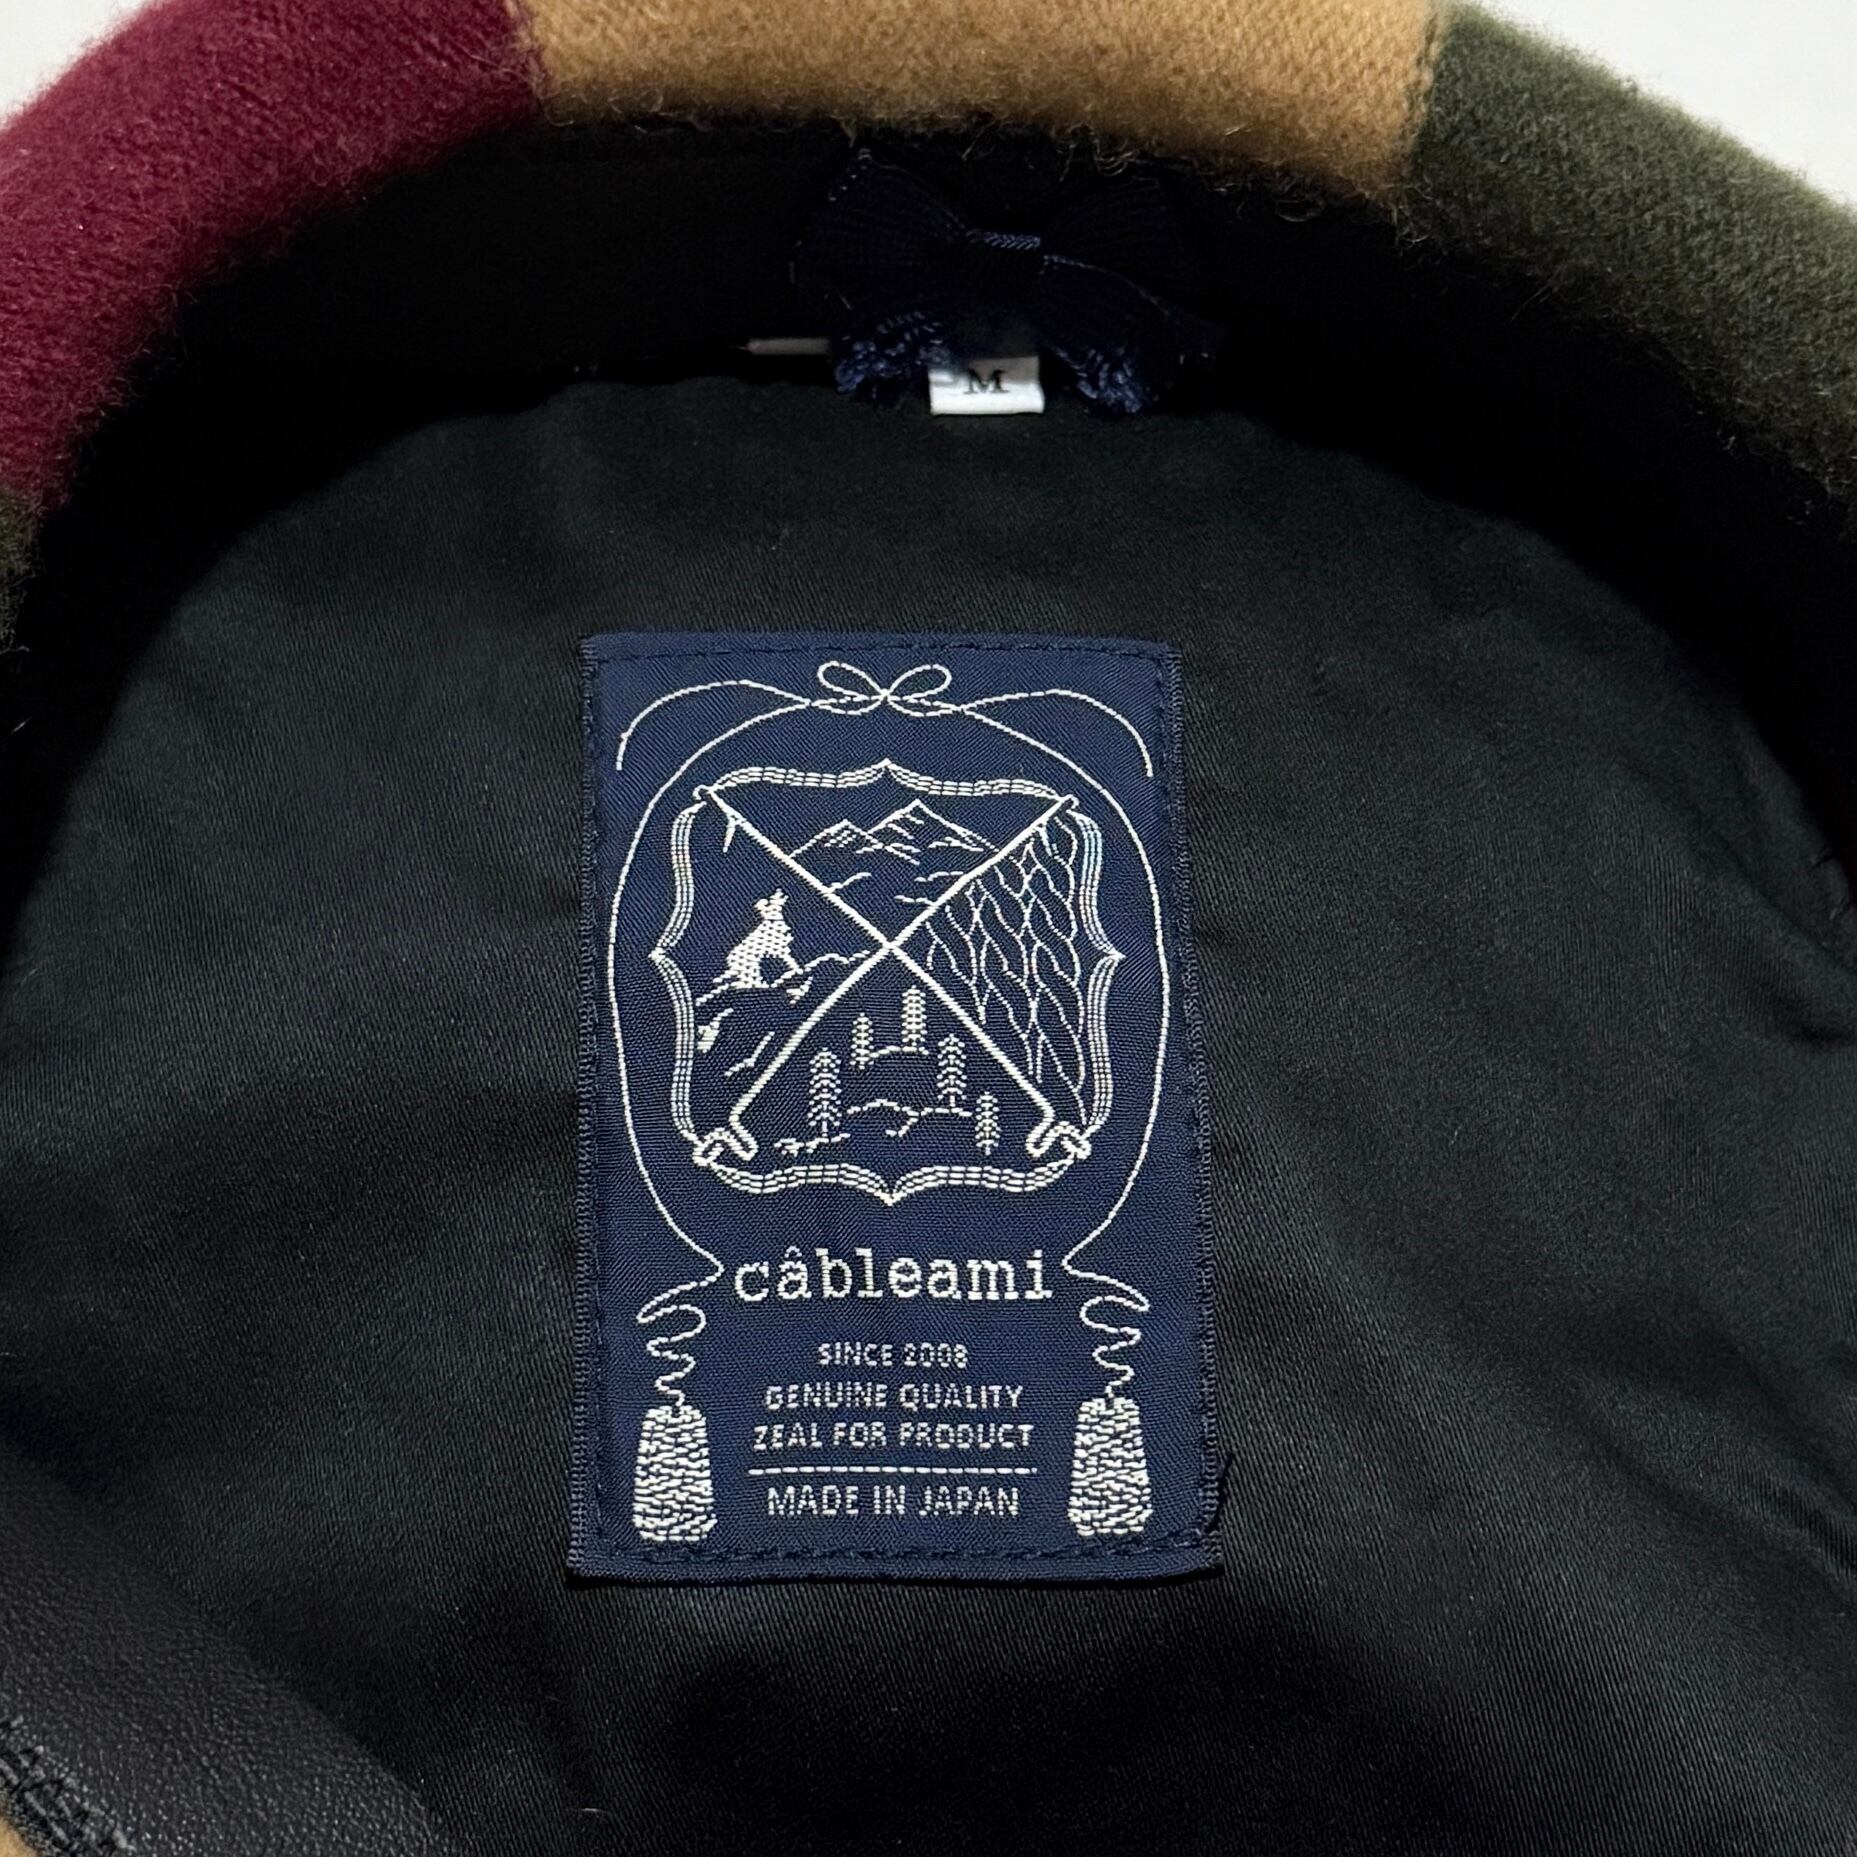 M
câbleami
SINCE 2008
GENUINE QUALITY
ZEAL FOR PRODUCT
MADE IN JAPAN